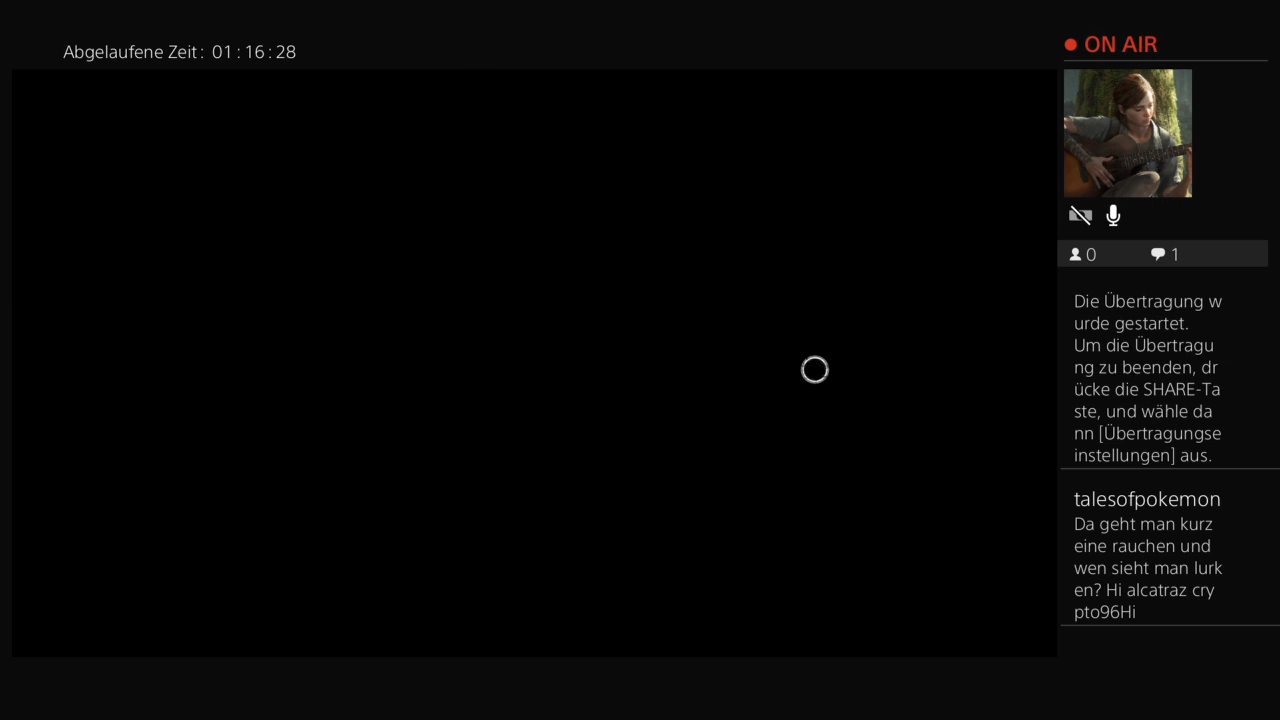 Abgelaufene Zeit: 01:16:28
ON AIR
0
1
Die Übertragung w
urde gestartet.
Um die Übertragu
ng zu beenden, dr
ücke die SHARE-Ta
ste, und wähle da
nn [Übertragungse
instellungen] aus.
talesofpokemon
Da geht man kurz
eine rauchen und
wen sieht man lurk
en? Hi alcatraz cry
pto96Hi